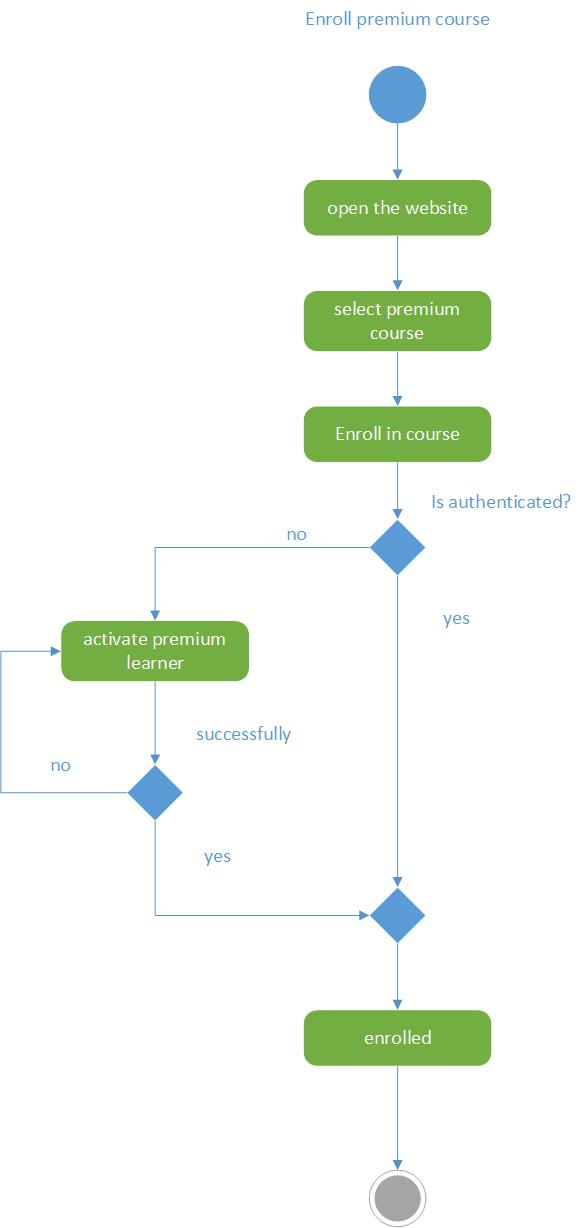 Enroll premium course
open the website
select premium
course
Enroll in course
Is authenticated?
no
yes
activate premium
learner
successfully
no
yes
enrolled